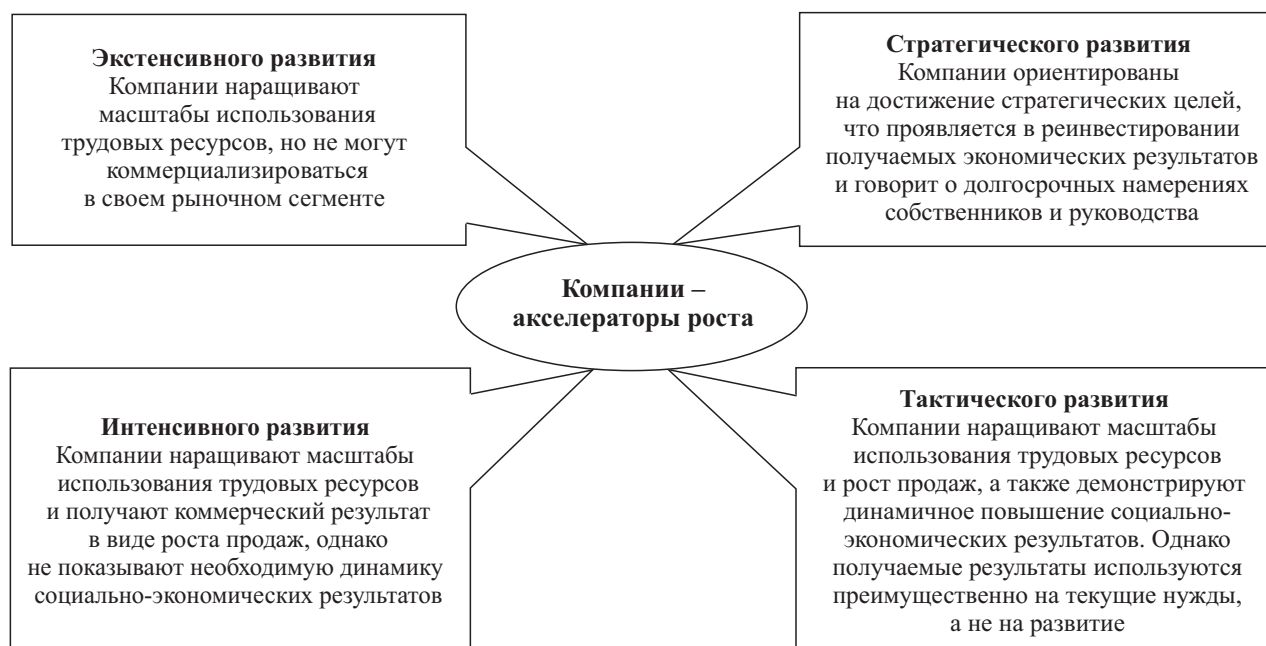 Экстенсивного развития
Компании наращивают
масштабы использования
трудовых ресурсов, но не могут
коммерциализироваться
в своем рыночном сегменте
Стратегического развития
Компании ориентированы
на достижение стратегических целей,
что проявляется в реинвестировании
получаемых экономических результатов
и говорит о долгосрочных намерениях
собственников и руководства
Компании –
акселераторы роста
Интенсивного развития
Компании наращивают масштабы
использования трудовых ресурсов
и получают коммерческий результат
в виде роста продаж, однако
не показывают необходимую динамику
социально-экономических результатов
Тактического развития
Компании наращивают масштабы
использования трудовых ресурсов
и рост продаж, а также демонстрируют
динамичное повышение социально-
экономических результатов. Однако
получаемые результаты используются
преимущественно на текущие нужды,
а не на развитие